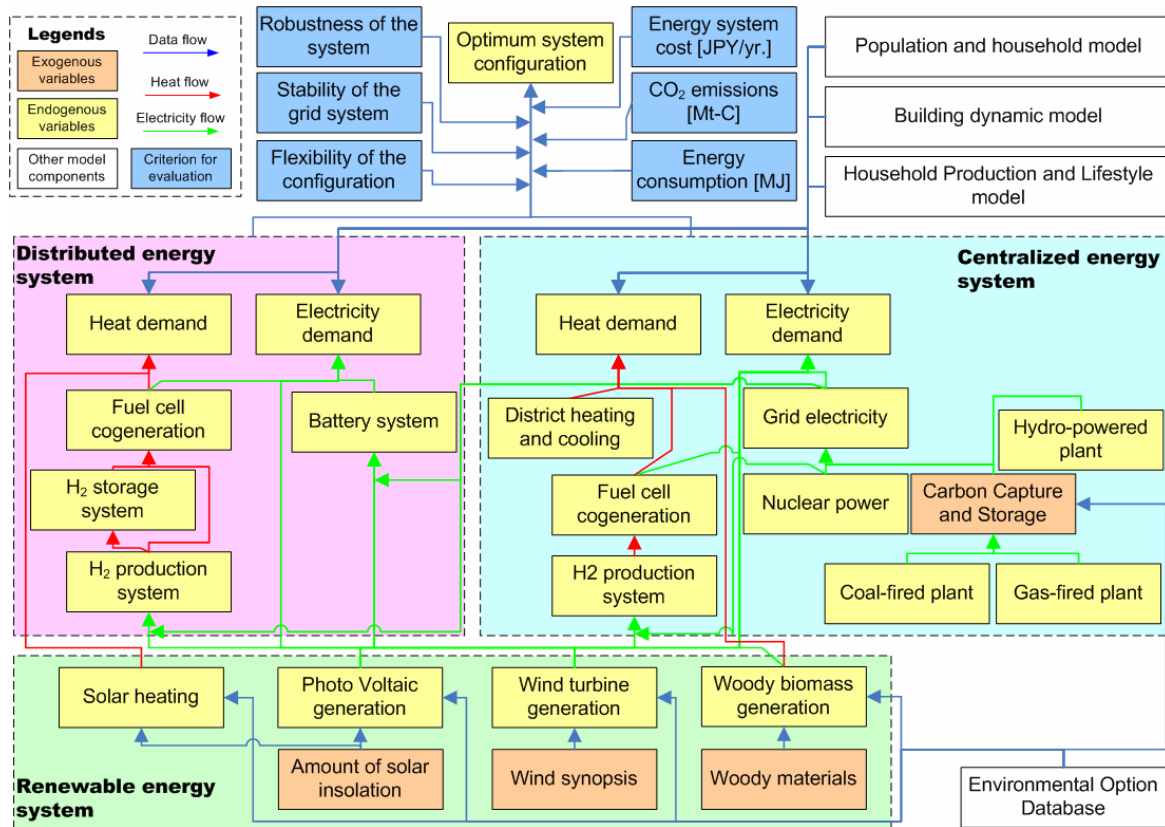 Legends
Data flow
Exogenous
variables
Heat flow
Endogenous
variables
Electricity flow
Other model
components
Criterion for
evaluation
Robustness of the
system
Stability of the
grid system
Flexibility of the
configuration
Optimum system
configuration
Energy system
cost [JPY/yr.]
CO₂ emissions
[Mt-C]
Energy
consumption [MJ]
Population and household model
Building dynamic model
Household Production and Lifestyle
model
Distributed energy
system
Heat demand
Electricity
demand
Fuel cell
cogeneration
Battery system
H₂ storage
system
H₂ production
system
Centralized energy
system
Heat demand
Electricity
demand
District heating
and cooling
Grid electricity
Hydro-powered
plant
Fuel cell
cogeneration
Nuclear power
Carbon Capture
and Storage
H2 production
system
Coal-fired plant
Gas-fired plant
Solar heating
Photo Voltaic
generation
Wind turbine
generation
Woody biomass
generation
Amount of solar
insolation
Wind synopsis
Woody materials
Renewable energy
system
Environmental Option
Database